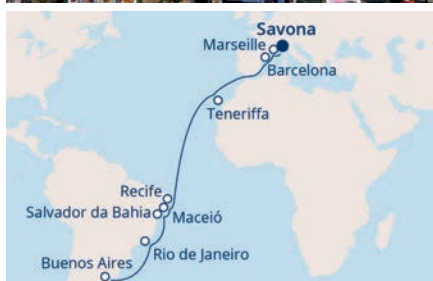 Savona
Marseille
Barcelona
Teneriffa
Recife
Salvador da Bahia
Maceió
Rio de Janeiro
Buenos Aires